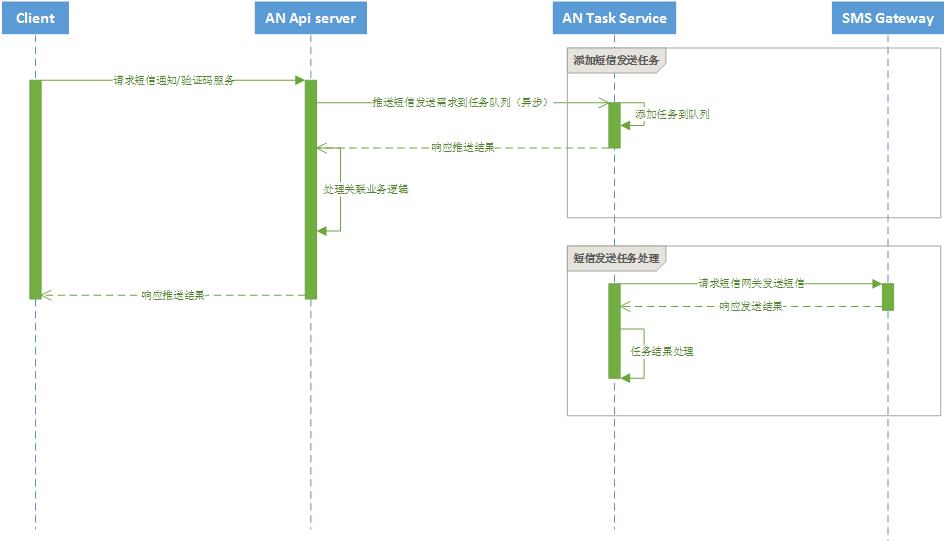 Client
AN Api server
AN Task Service
SMS Gateway
添加短信发送任务
请求短信通知/验证码服务
推送短信发送需求到任务队列（异步）
添加任务到队列
响应推送结果
处理关联业务逻辑
短信发送任务处理
请求短信网关发送短信
响应推送结果
响应发送结果
任务结果处理